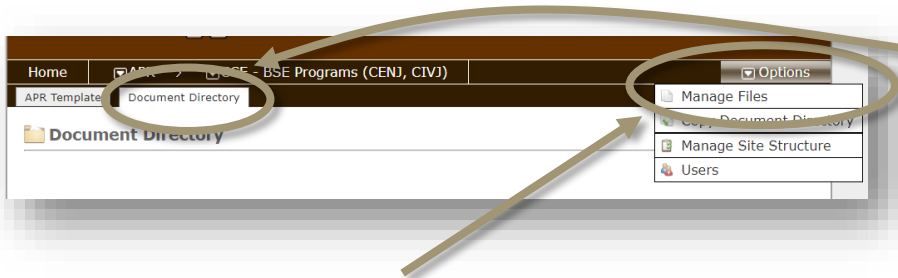 Home APR > - BSE Programs (CENJ, CIVJ) Options
APR Template Document Directory
Manage Files
Document Directory
Copy Document Directory
Manage Site Structure
Users